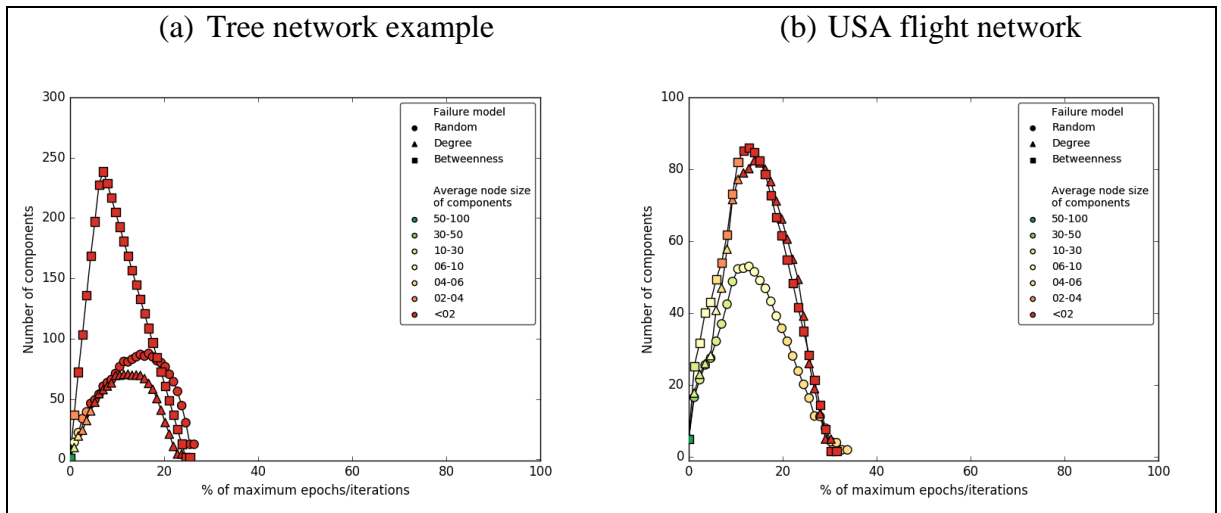 (a) Tree network example
300
250
200
150
100
50
0
Number of components
0
20
40
60
80
100
% of maximum epochs/iterations
Failure model
Random
Degree
Betweenness
Average node size
of components
50-100
30-50
10-30
06-10
04-06
02-04
<02
(b) USA flight network
100
80
60
40
20
0
Number of components
0
20
40
60
80
100
% of maximum epochs/iterations
Failure model
Random
Degree
Betweenness
Average node size
of components
50-100
30-50
10-30
06-10
04-06
02-04
<02